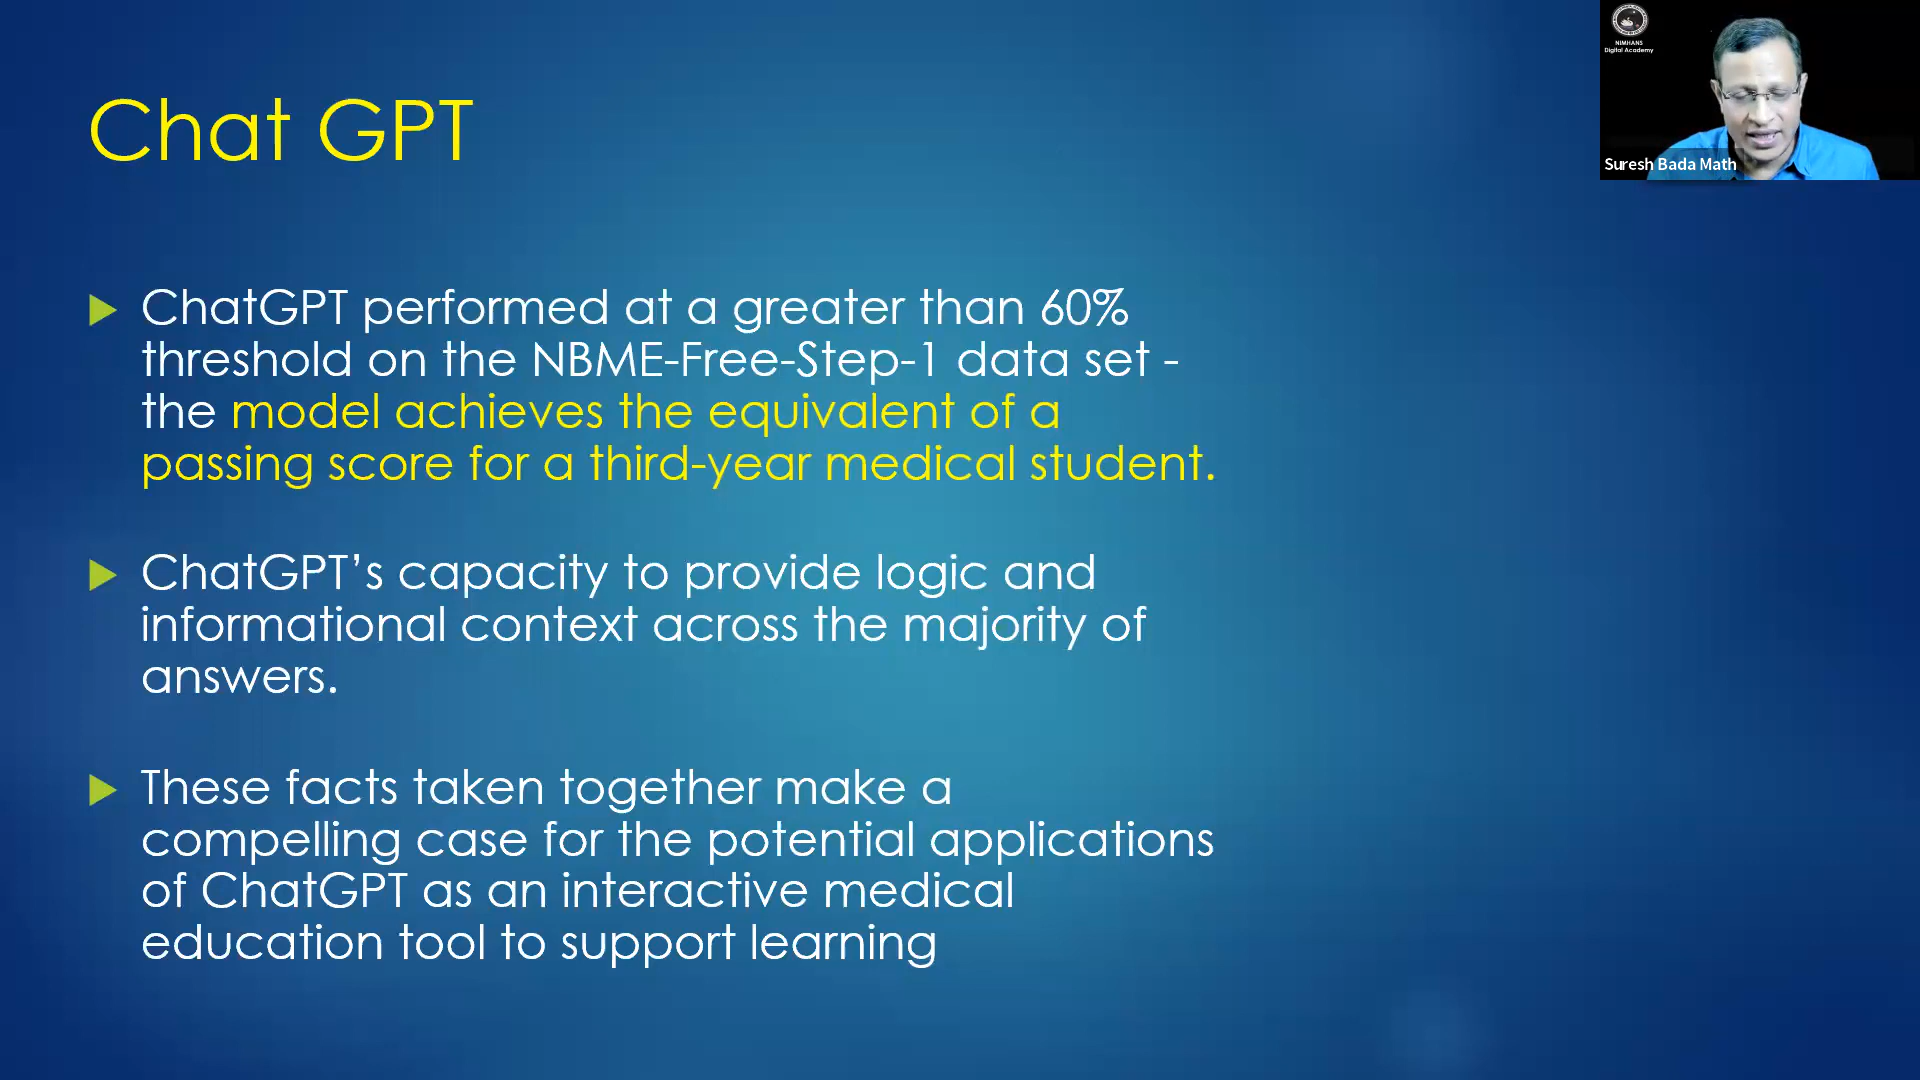 Chat GPT
ChatGPT performed at a greater than 60%
threshold on the NBME-Free-Step-1 data set -
the model achieves the equivalent of a
passing score for a third-year medical student.
ChatGPT’s capacity to provide logic and
informational context across the majority of
answers.
These facts taken together make a
compelling case for the potential applications
of ChatGPT as an interactive medical
education tool to support learning
NIMHANS
Digital Academy
Suresh Bada Math